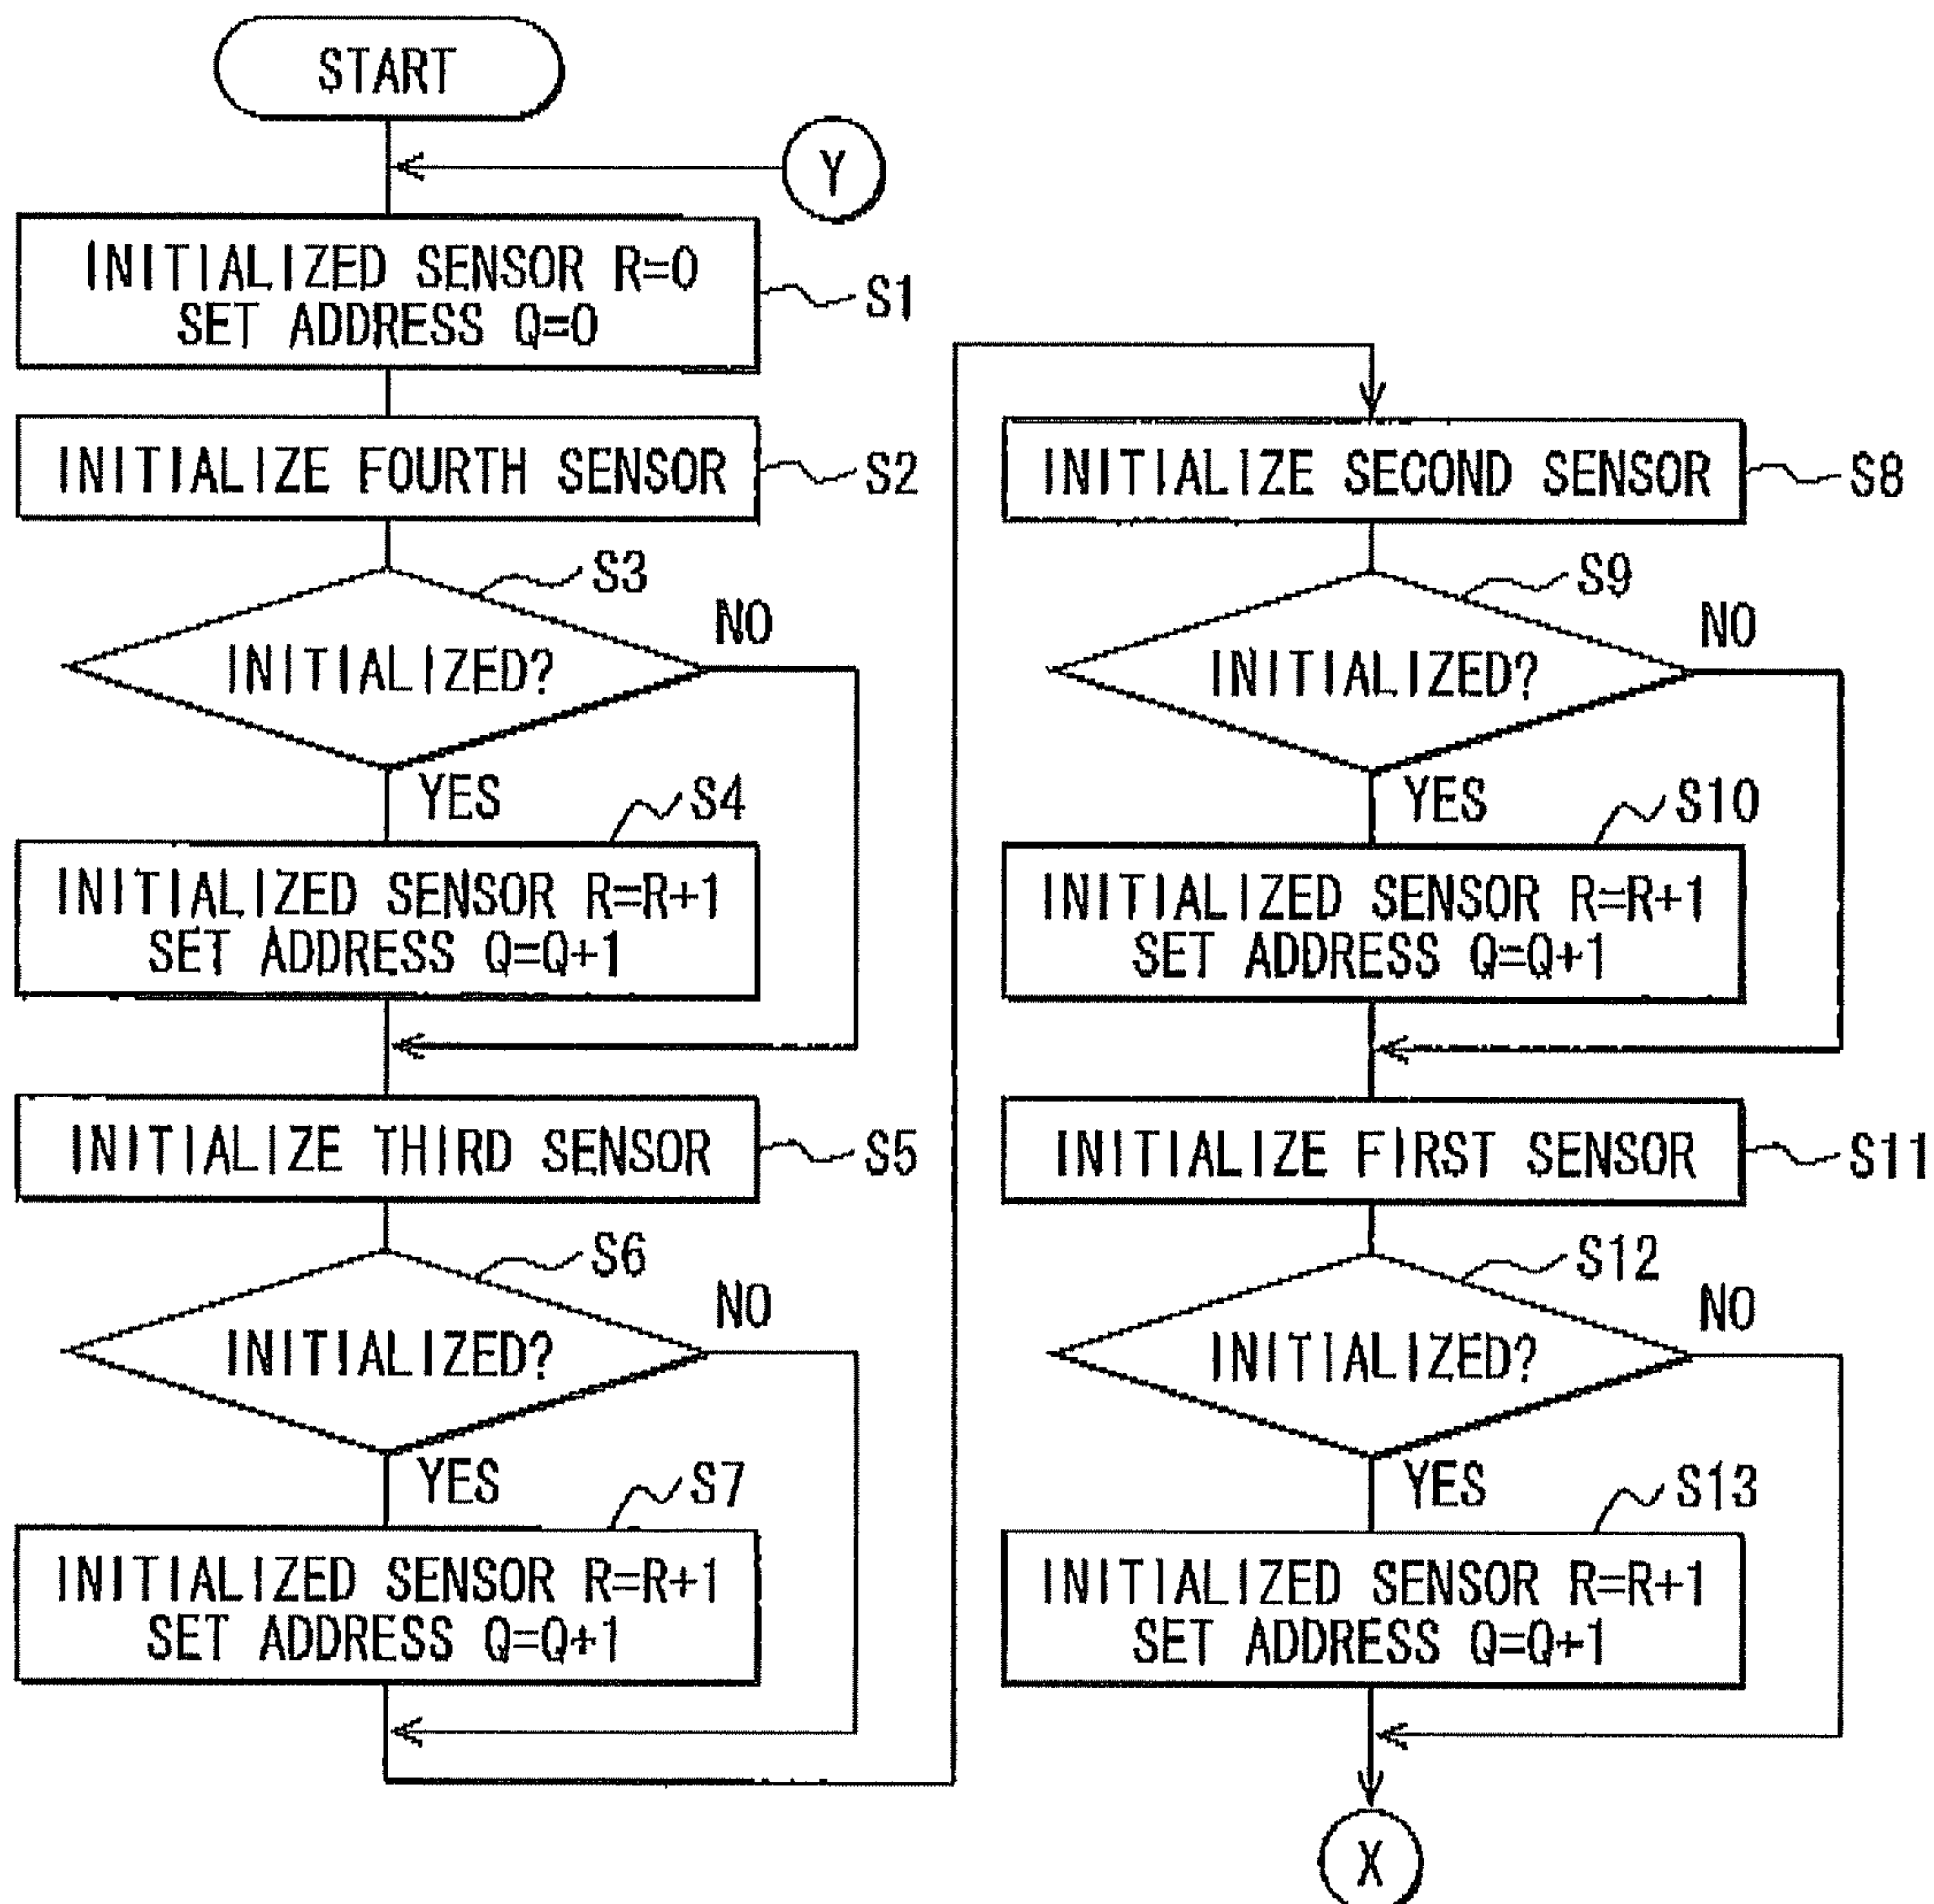 START
Y
INITIALIZED SENSOR R=0
SET ADDRESS Q=0
S1
INITIALIZE FOURTH SENSOR
S2
S3
INITIALIZED?
NO
YES
S4
INITIALIZED SENSOR R=R+1
SET ADDRESS Q=Q+1
INITIALIZE THIRD SENSOR
S5
S6
INITIALIZED?
NO
YES
S7
INITIALIZED SENSOR R=R+1
SET ADDRESS Q=Q+1
INITIALIZE SECOND SENSOR
S8
S9
INITIALIZED?
NO
YES
S10
INITIALIZED SENSOR R=R+1
SET ADDRESS Q=Q+1
INITIALIZE FIRST SENSOR
S11
S12
INITIALIZED?
NO
YES
S13
INITIALIZED SENSOR R=R+1
SET ADDRESS Q=Q+1
X